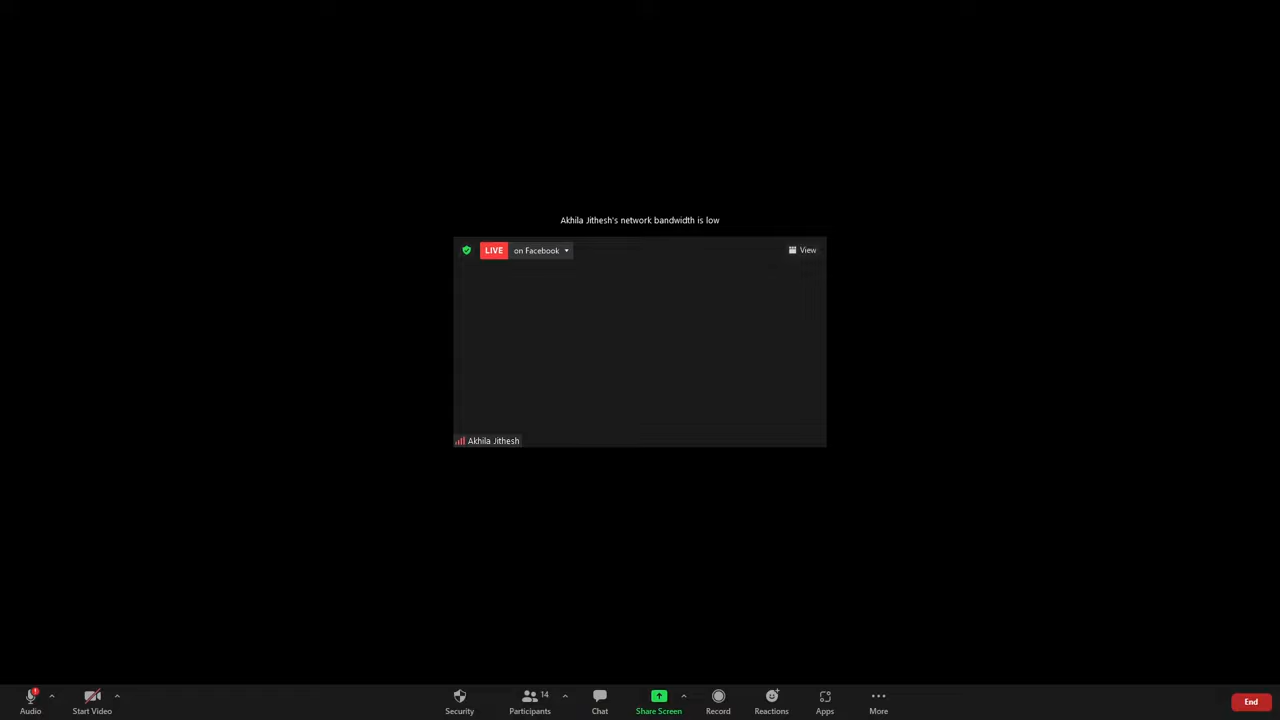 Akhila Jithesh's network bandwidth is low
LIVE on Facebook
View
Akhila Jithesh
14
Audio Start Video Security Participants Chat Share Screen Record Reactions Apps More End